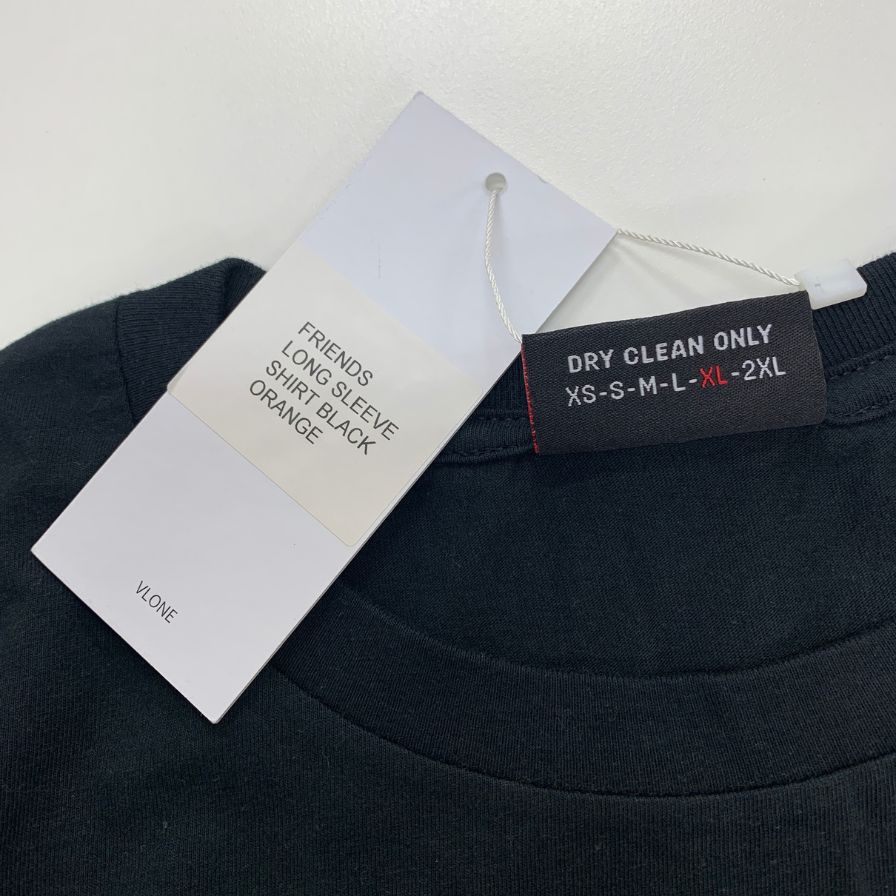 FRIENDS
LONG SLEEVE
SHIRT BLACK
ORANGE
VLONE
DRY CLEAN ONLY
XS-S-M-L-XL-2XL